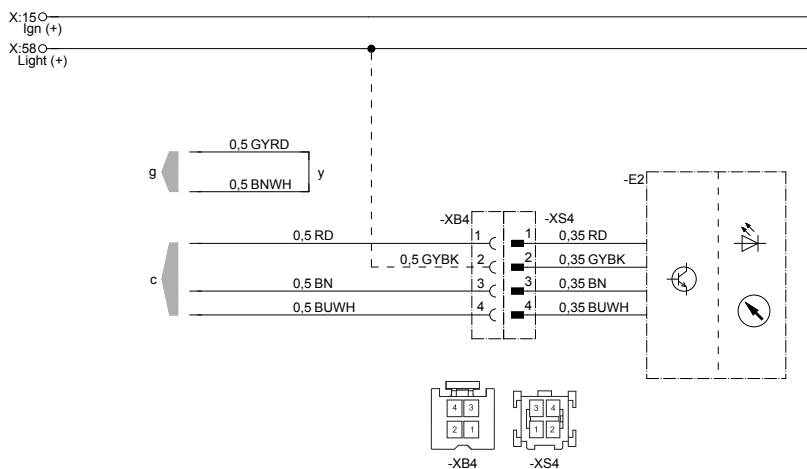 X:15
Ign (+)
X:58
Light (+)
0,5 GYRD
g
y
0,5 BNWH
-E2
-XB4
-XS4
0,5 RD
1
1
0,35 RD
0,5 GYBK
2
2
0,35 GYBK
c
0,5 BN
3
3
0,35 BN
0,5 BUWH
4
4
0,35 BUWH
4 3
2 1
3 4
1 2
-XB4
-XS4